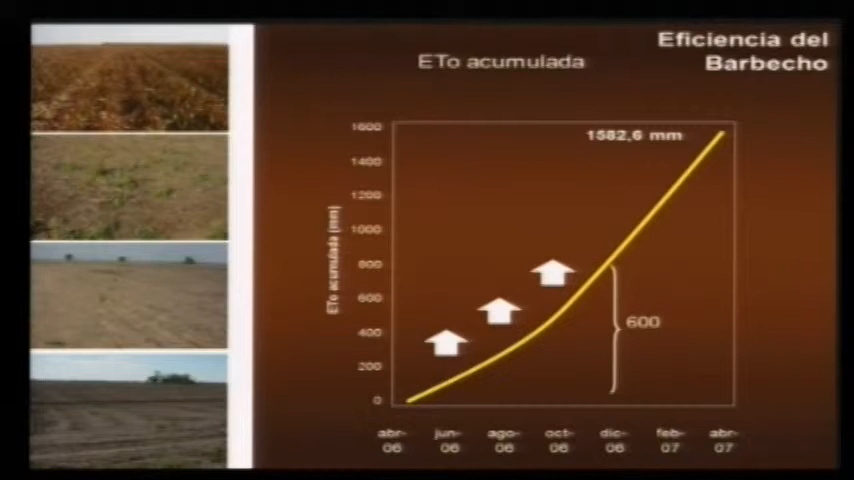 Eficiencia del
Barbecho
ETo acumulada
1582,6 mm
ETo acumulada (mm)
1600
1400
1200
1000
800
600
400
200
0
600
abr-06
jun-06
ago-06
oct-06
dic-06
feb-07
abr-07